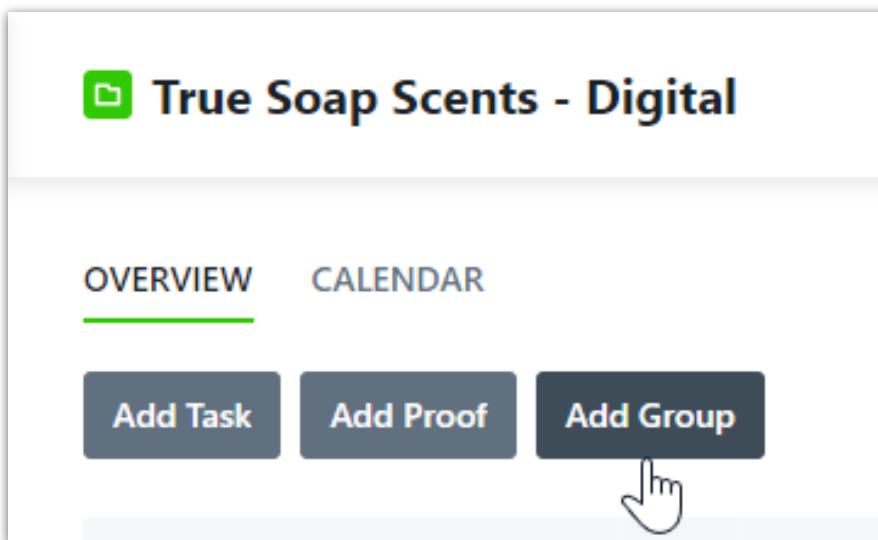 True Soap Scents - Digital
OVERVIEW CALENDAR
Add Task Add Proof Add Group